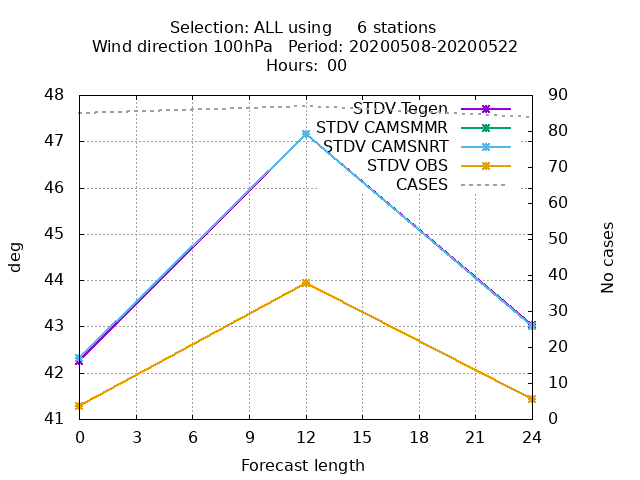 Selection: ALL using     6 stations
Wind direction 100hPa   Period: 20200508-20200522
Hours: 00
48 90
STDV Tegen
STDV CAMSMMR
STDV CAMSNRT
STDV OBS
CASES
47
46
45
44
43
42
41
80
70
60
50
40
30
20
10
0
deg
No cases
0 3 6 9 12 15 18 21 24
Forecast length